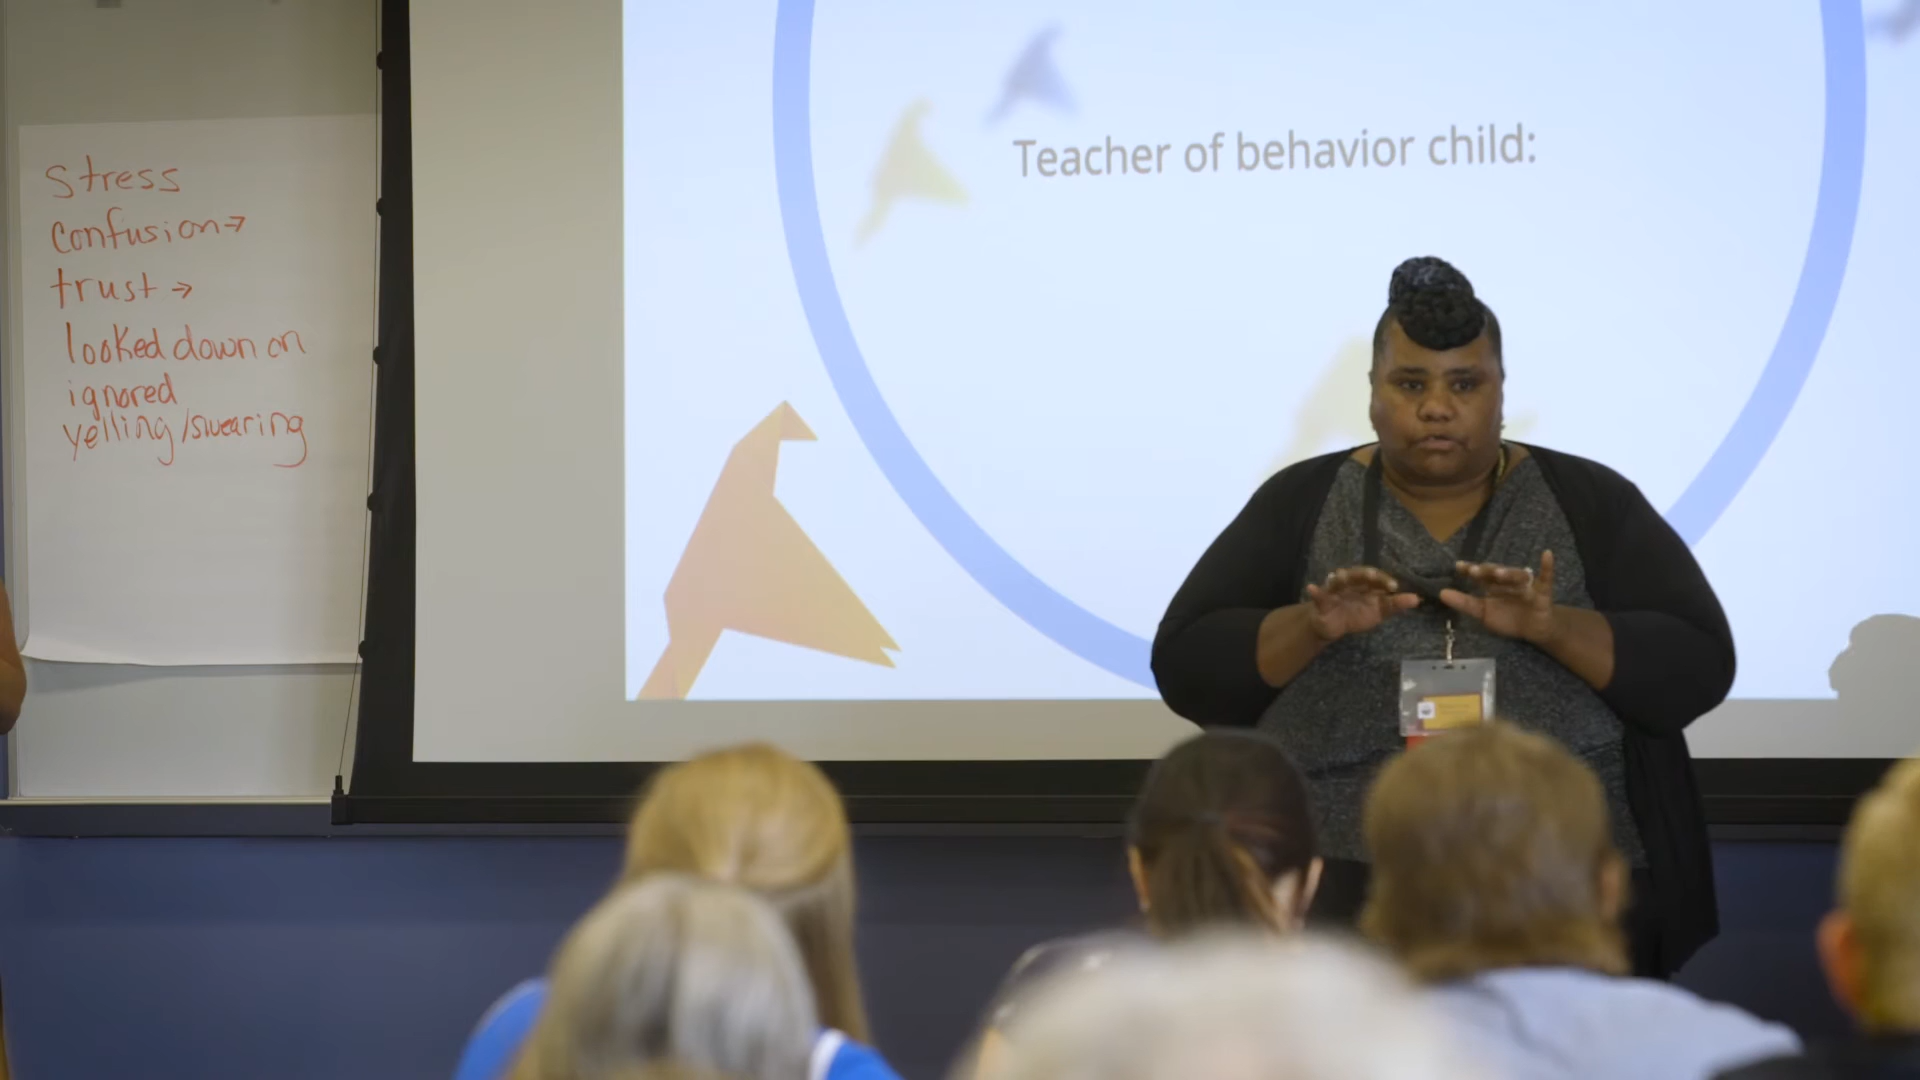 Stress
confusion→
trust →
looked down on
ignored
yelling/swearing
Teacher of behavior child: